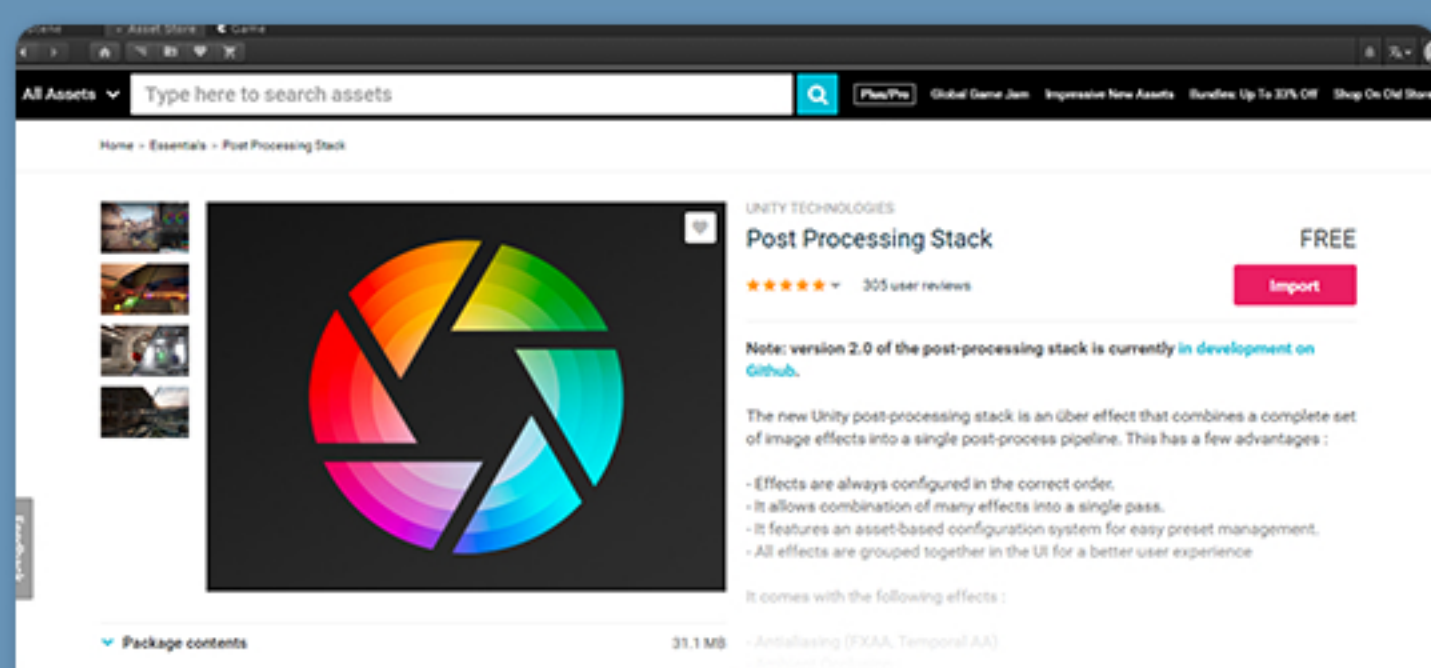 Asset Store
Game
All Assets
Type here to search assets
Plus/Pro
Global Game Jam
Impressive New Assets
Bundles: Up To 33% Off
Shop On Old Store
Home > Essentials > Post Processing Stack
UNITY TECHNOLOGIES
Post Processing Stack
FREE
305 user reviews
Import
Note: version 2.0 of the post-processing stack is currently in development on
Github.
The new Unity post-processing stack is an über effect that combines a complete set
of image effects into a single post-process pipeline. This has a few advantages :
- Effects are always configured in the correct order.
- It allows combination of many effects into a single pass.
- It features an asset-based configuration system for easy preset management.
- All effects are grouped together in the UI for a better user experience
It comes with the following effects :
- Antialiasing (FXAA, Temporal AA)
Feedback
Package contents
31.1 MB